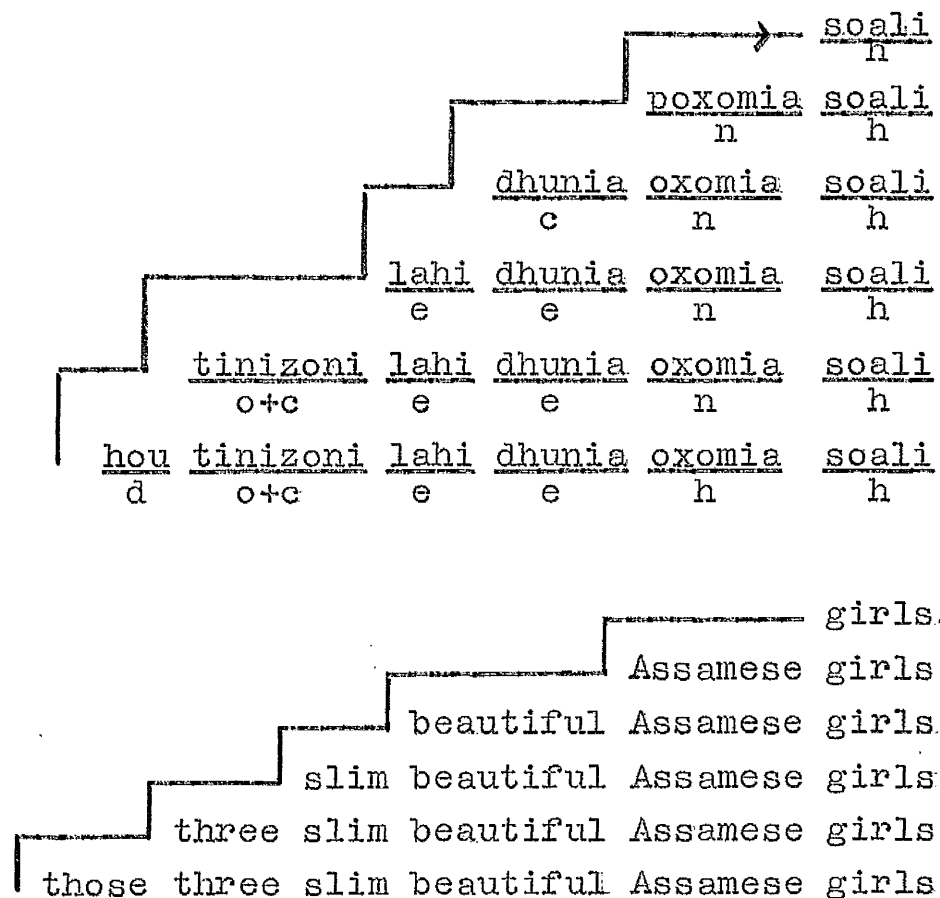 soali
h
poxomia soali
n h
dhunia oxomia soali
c n h
lahi dhunia oxomia soali
e e n h
tinizoni lahi dhunia oxomia soali
o+c e e n h
hou tinizoni lahi dhunia oxomia soali
d o+c e e h h
girls.
Assamese girls
beautiful Assamese girls.
slim beautiful Assamese girls
three slim beautiful Assamese girls
those three slim beautiful Assamese girls